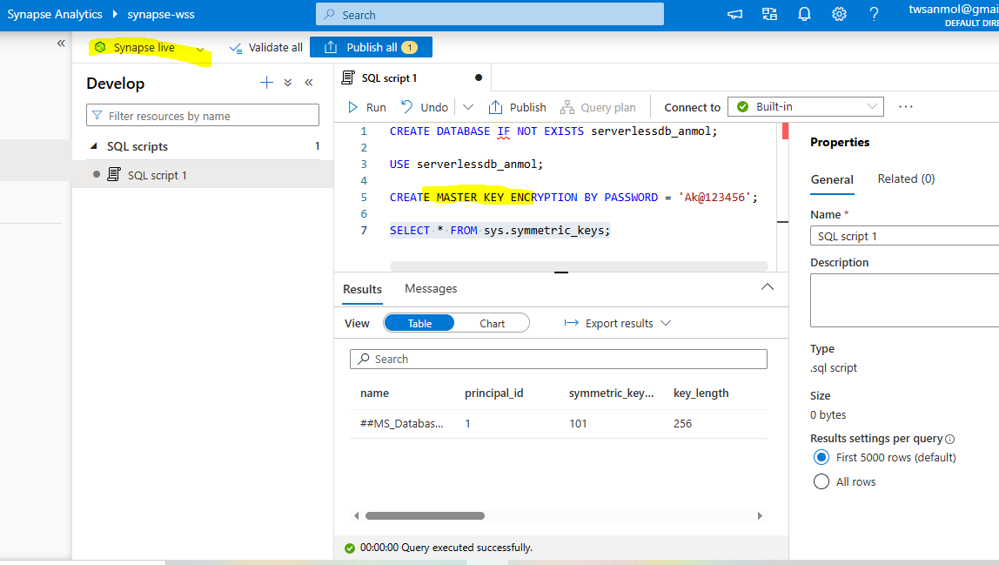 Synapse Analytics
synapse-wss
Search
twsanmol@gmai
DEFAULT DIRE
Synapse live
Validate all
Publish all 1
Develop
Filter resources by name
SQL scripts 1
SQL script 1
SQL script 1
Run
Undo
Publish
Query plan
Connect to
Built-in
1 CREATE DATABASE IF NOT EXISTS serverlessdb_anmol;
2
3 USE serverlessdb_anmol;
4
5 CREATE MASTER KEY ENCRYPTION BY PASSWORD = 'Ak@123456';
6
7 SELECT * FROM sys.symmetric_keys;
Results Messages
View Table Chart Export results
Search
name principal_id symmetric_key... key_length
##MS_Databas... 1 101 256
00:00:00 Query executed successfully.
Properties
General Related (0)
Name *
SQL script 1
Description
Type
.sql script
Size
0 bytes
Results settings per query
First 5000 rows (default)
All rows